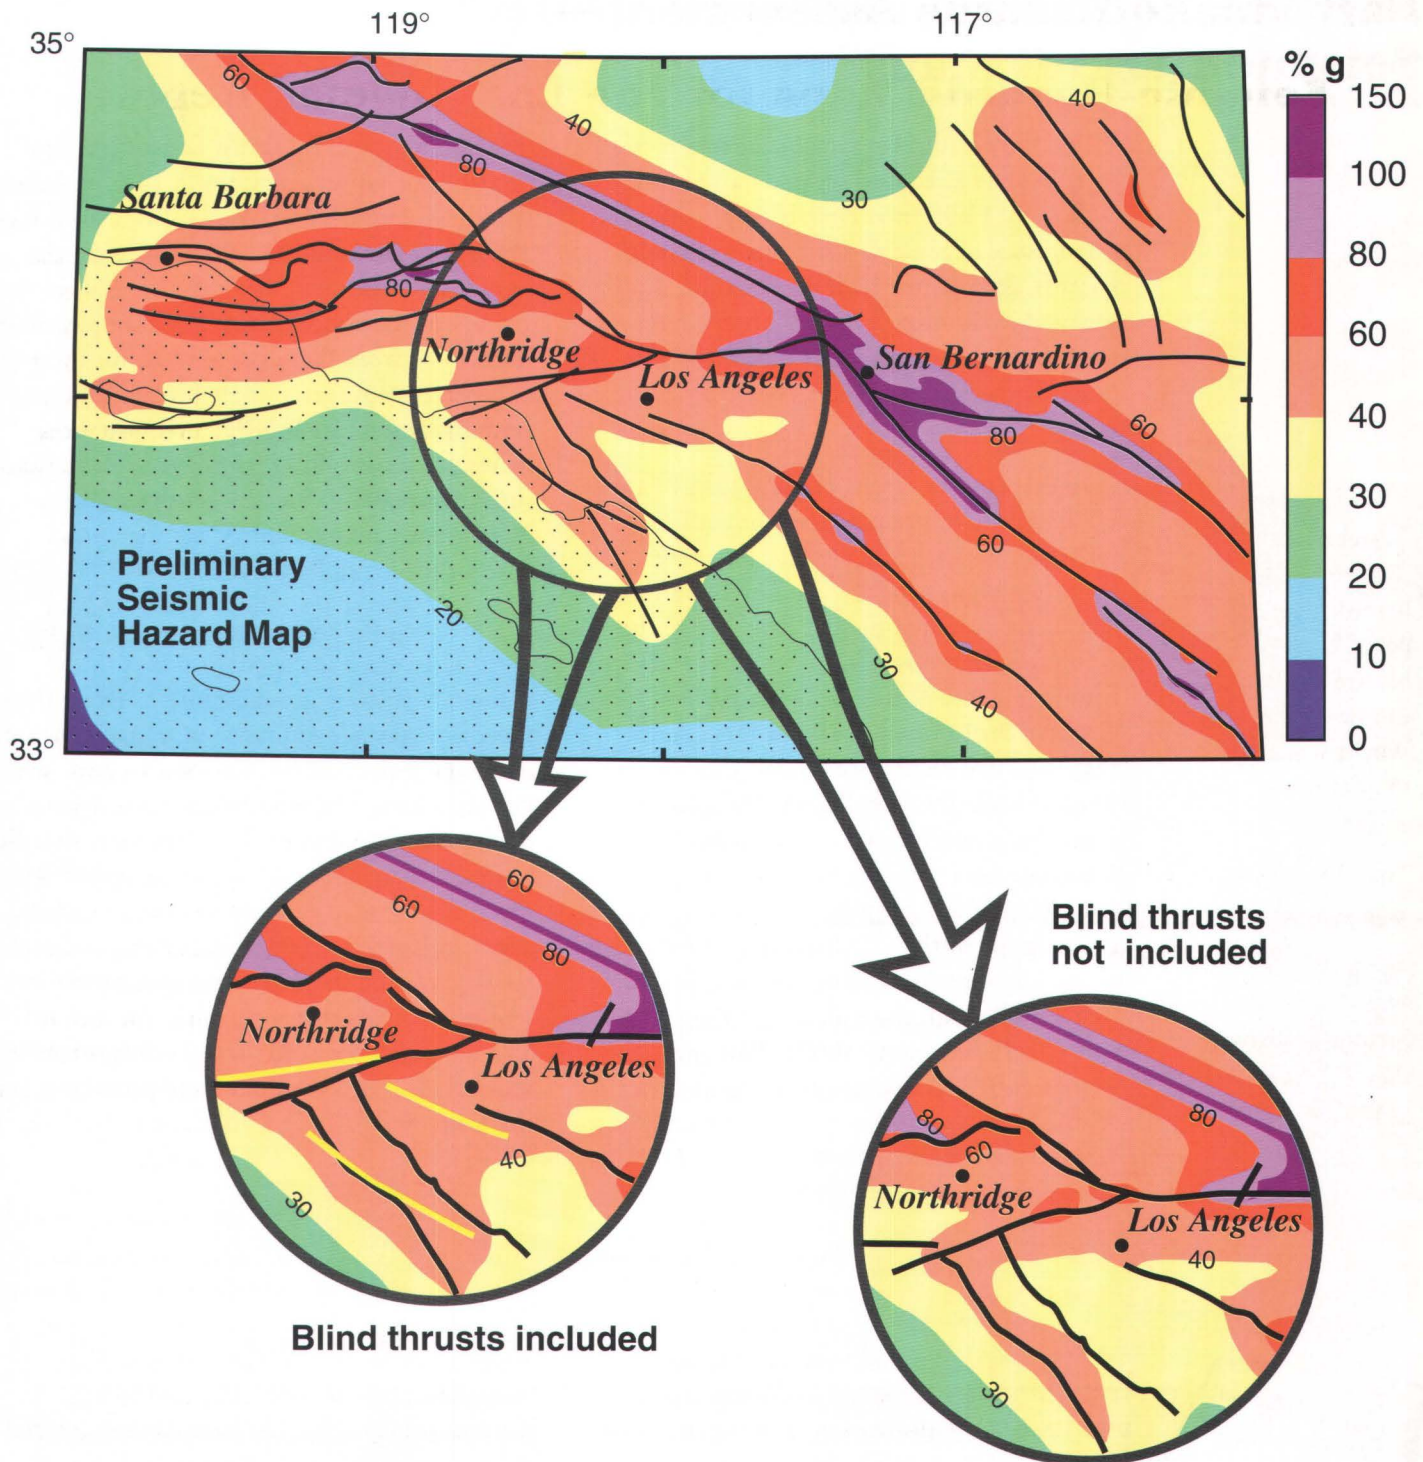 119°
117°
35°
% g
150
100
80
60
40
30
20
10
0
60
40
40
80
Santa Barbara
30
80
Northridge
San Bernardino
Los Angeles
60
80
60
Preliminary
Seismic
Hazard Map
20
30
40
33°
60
60
80
Northridge
Los Angeles
40
30
Blind thrusts included
Blind thrusts
not included
80
80
60
Northridge
Los Angeles
40
30